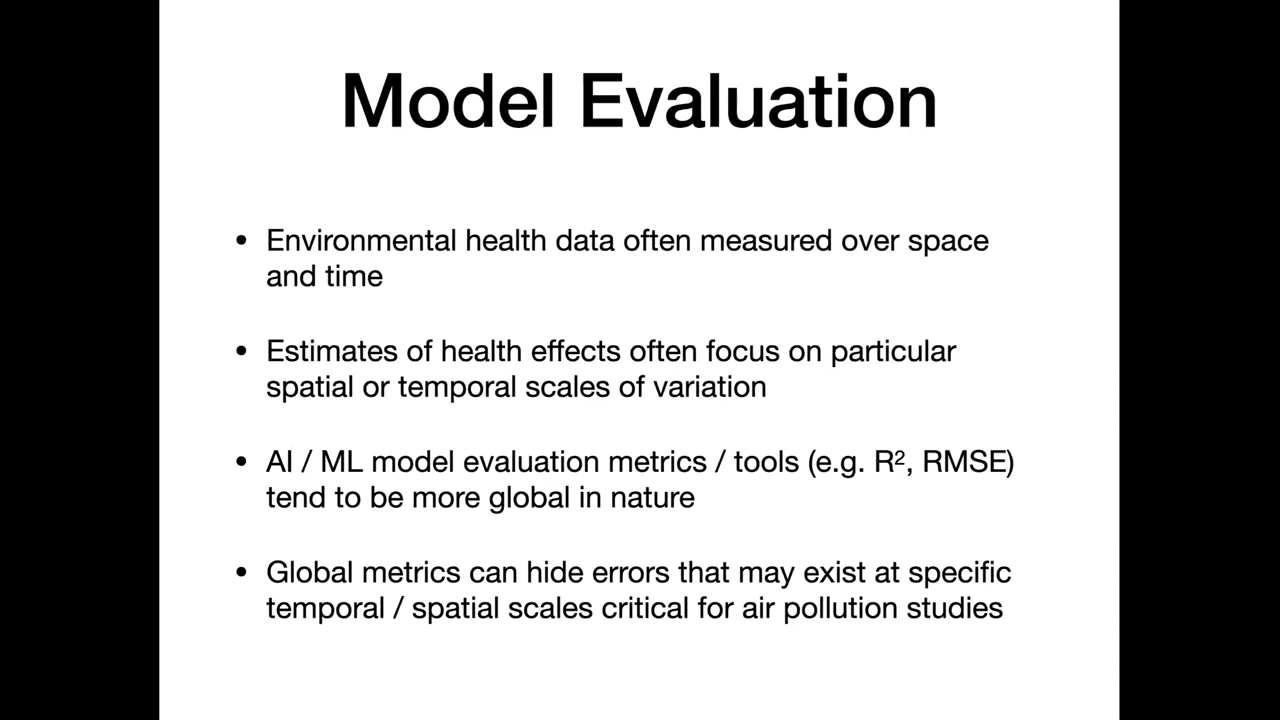 Model Evaluation
• Environmental health data often measured over space
and time
• Estimates of health effects often focus on particular
spatial or temporal scales of variation
• AI / ML model evaluation metrics / tools (e.g. R², RMSE)
tend to be more global in nature
• Global metrics can hide errors that may exist at specific
temporal / spatial scales critical for air pollution studies